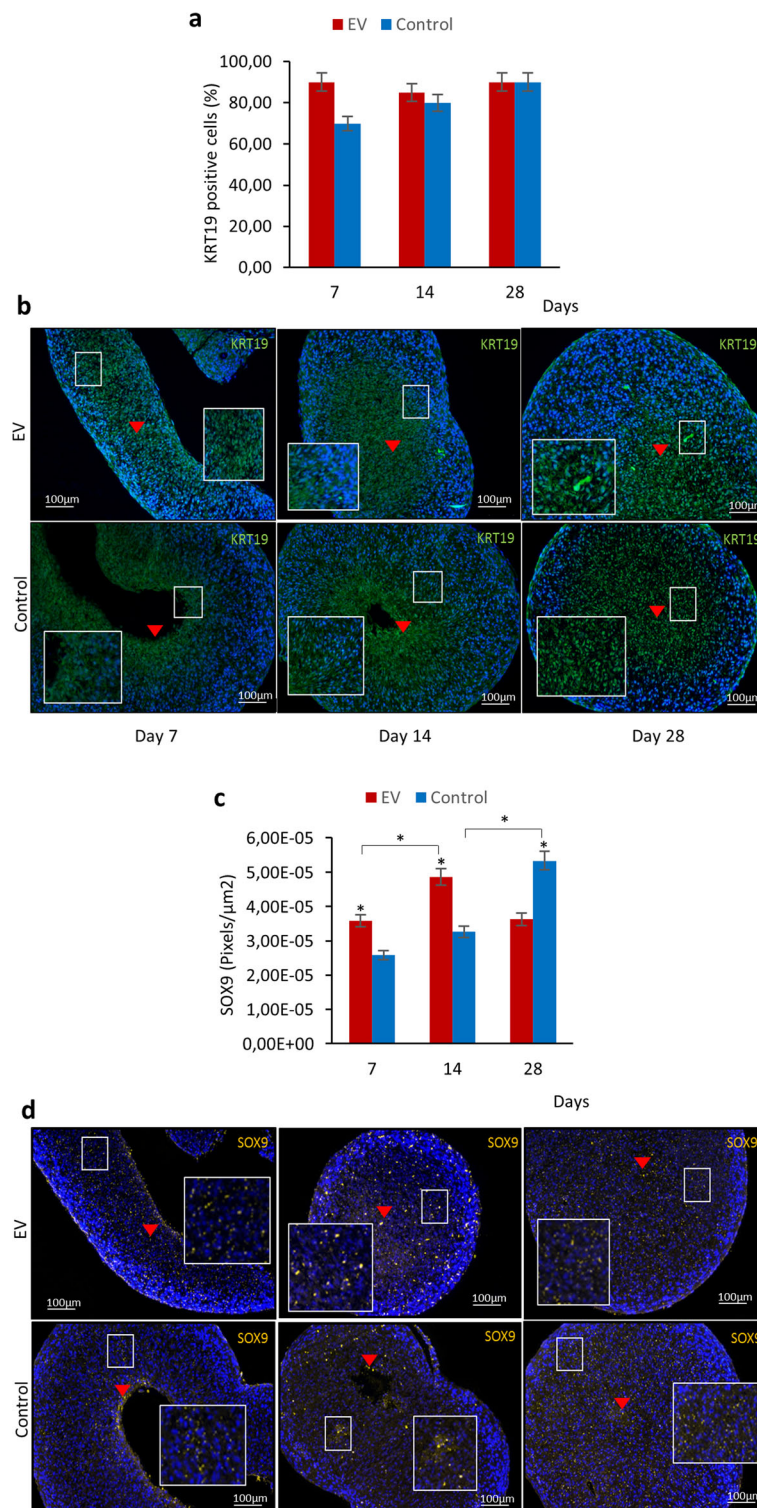 a
EV Control
100,00
80,00
60,00
40,00
20,00
0,00
KRT19 positive cells (%)
7 14 28
Days
b
EV
KRT19 KRT19 KRT19
100µm 100µm 100µm
Control
KRT19 KRT19 KRT19
100µm 100µm 100µm
Day 7 Day 14 Day 28
c
EV Control
6,00E-05
5,00E-05
4,00E-05
3,00E-05
2,00E-05
1,00E-05
0,00E+00
SOX9 (Pixels/µm2)
* * * * *
7 14 28
Days
d
EV
SOX9 SOX9 SOX9
100µm 100µm 100µm
Control
SOX9 SOX9 SOX9
100µm 100µm 100µm